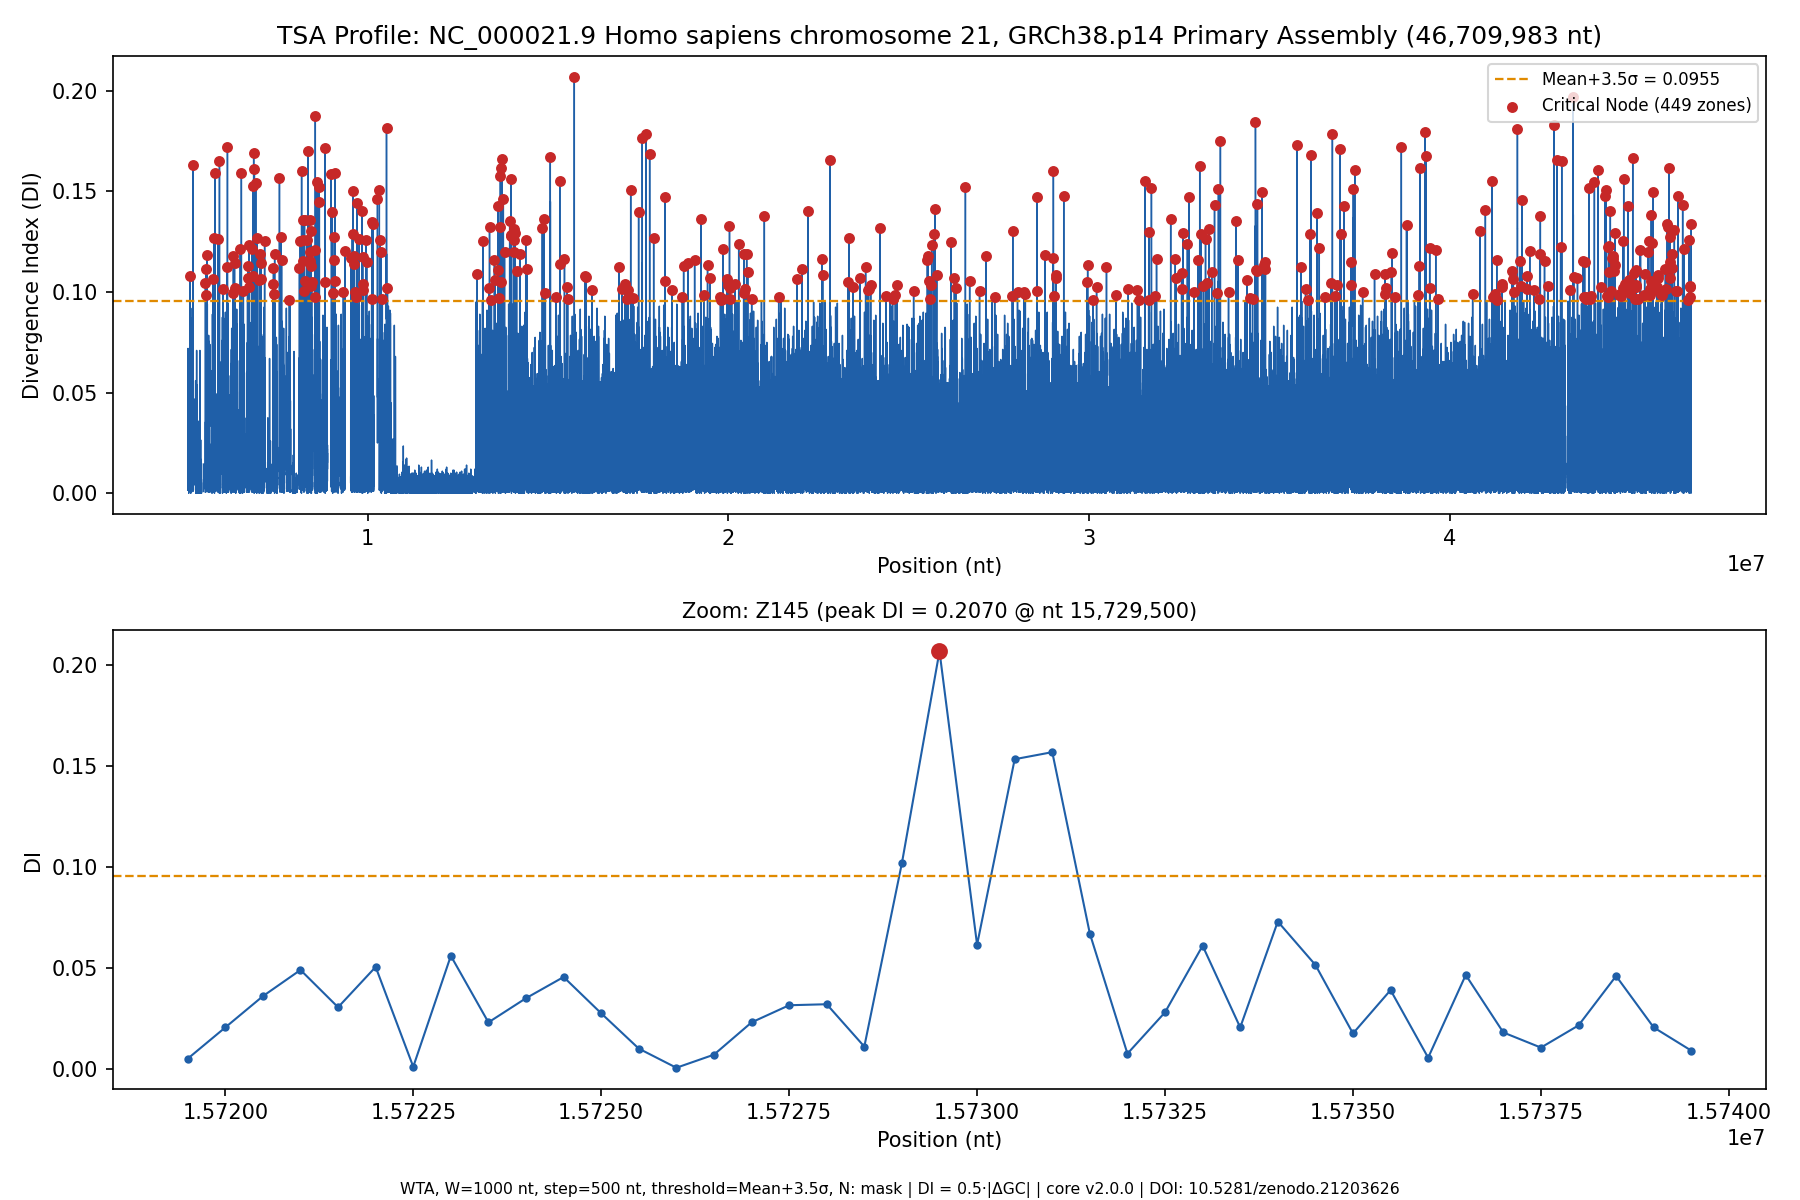 TSA Profile: NC_000021.9 Homo sapiens chromosome 21, GRCh38.p14 Primary Assembly (46,709,983 nt)
Divergence Index (DI)
0.20
0.15
0.10
0.05
0.00
Mean+3.5σ = 0.0955
Critical Node (449 zones)
1 2 3 4
1e7
Position (nt)
Zoom: Z145 (peak DI = 0.2070 @ nt 15,729,500)
DI
0.20
0.15
0.10
0.05
0.00
1.57200 1.57225 1.57250 1.57275 1.57300 1.57325 1.57350 1.57375 1.57400
1e7
Position (nt)
WTA, W=1000 nt, step=500 nt, threshold=Mean+3.5σ, N: mask | DI = 0.5·|ΔGC| | core v2.0.0 | DOI: 10.5281/zenodo.21203626